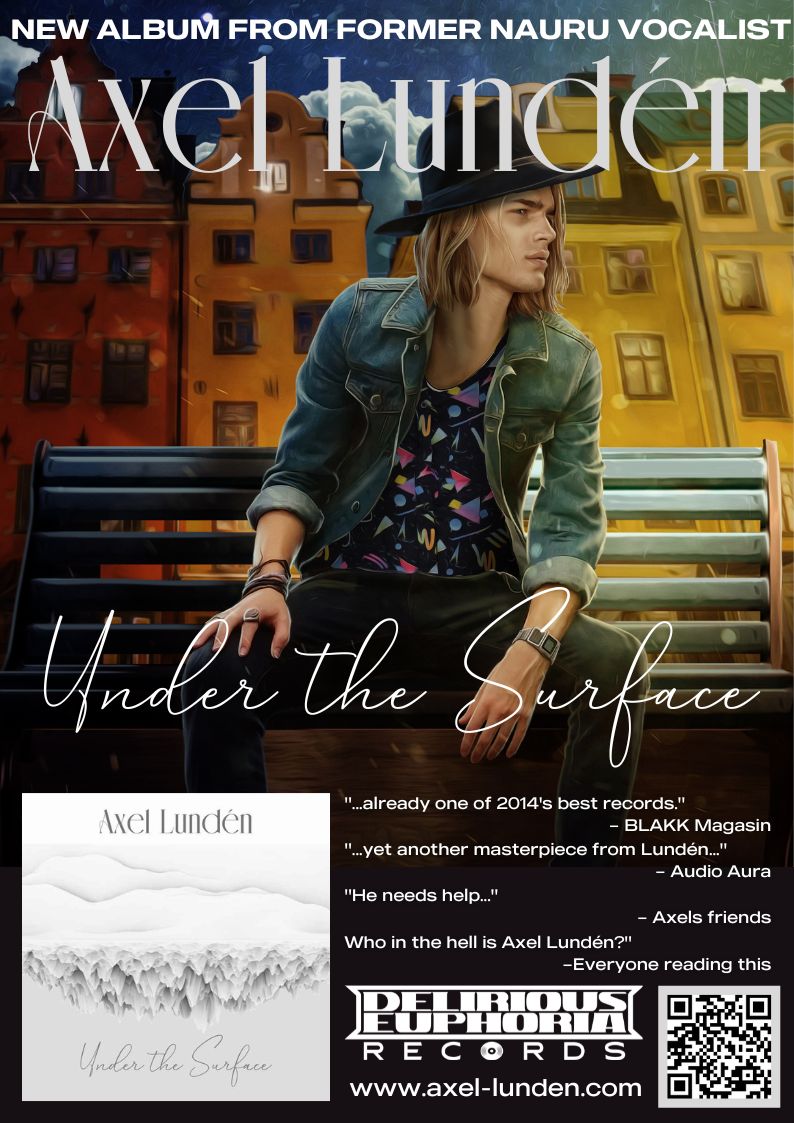 NEW ALBUM FROM FORMER NAURU VOCALIST
Axel Lundén
Under the Surface
Axel Lundén
Under the Surface
"...already one of 2014's best records."
– BLAKK Magasin
"...yet another masterpiece from Lundén..."
– Audio Aura
"He needs help..."
– Axels friends
Who in the hell is Axel Lundén?"
–Everyone reading this
DELIRIOUS
EUPHORIA
RECORDS
www.axel-lunden.com